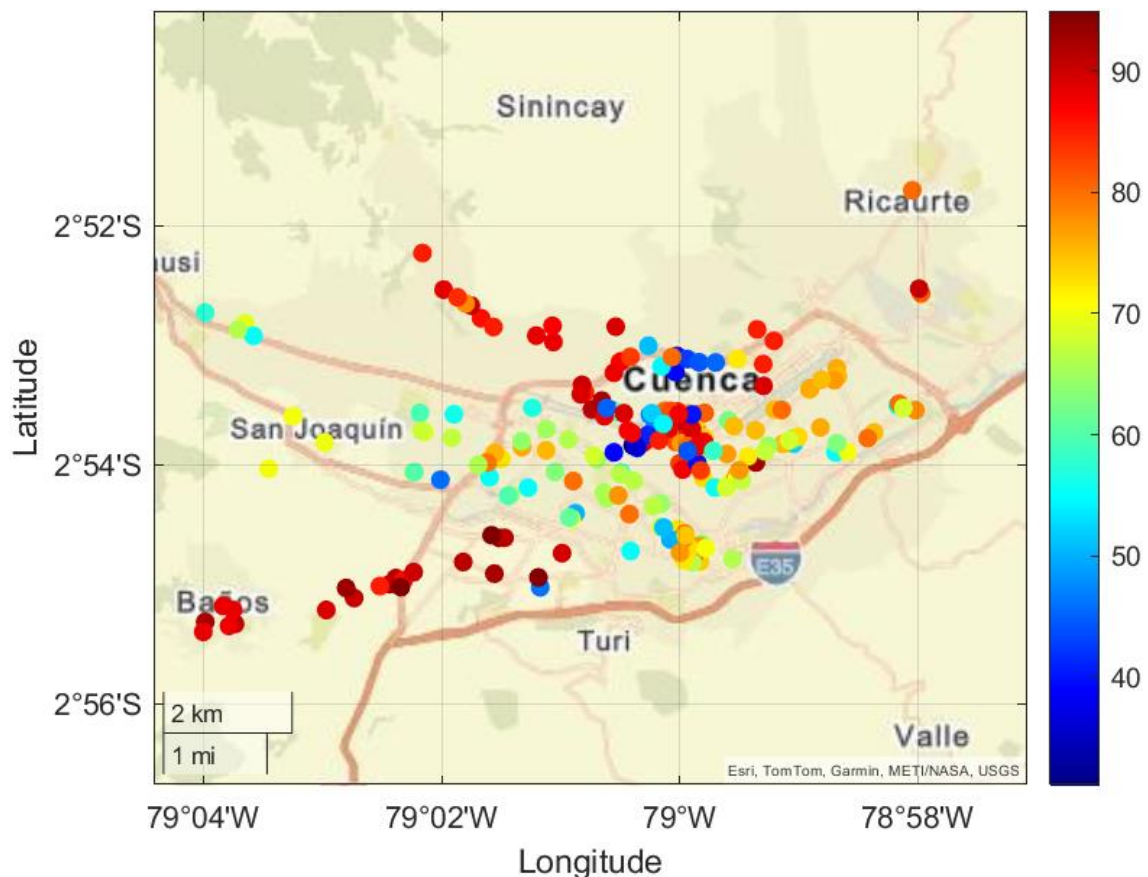 Sinincay
Ricaurte
2°52'S
usi
Cuenca
San Joaquín
2°54'S
E35
Baños
Turi
2°56'S
2 km
1 mi
Valle
Esri, TomTom, Garmin, METI/NASA, USGS
79°04'W
79°02'W
79°W
78°58'W
Longitude
Latitude
90
80
70
60
50
40